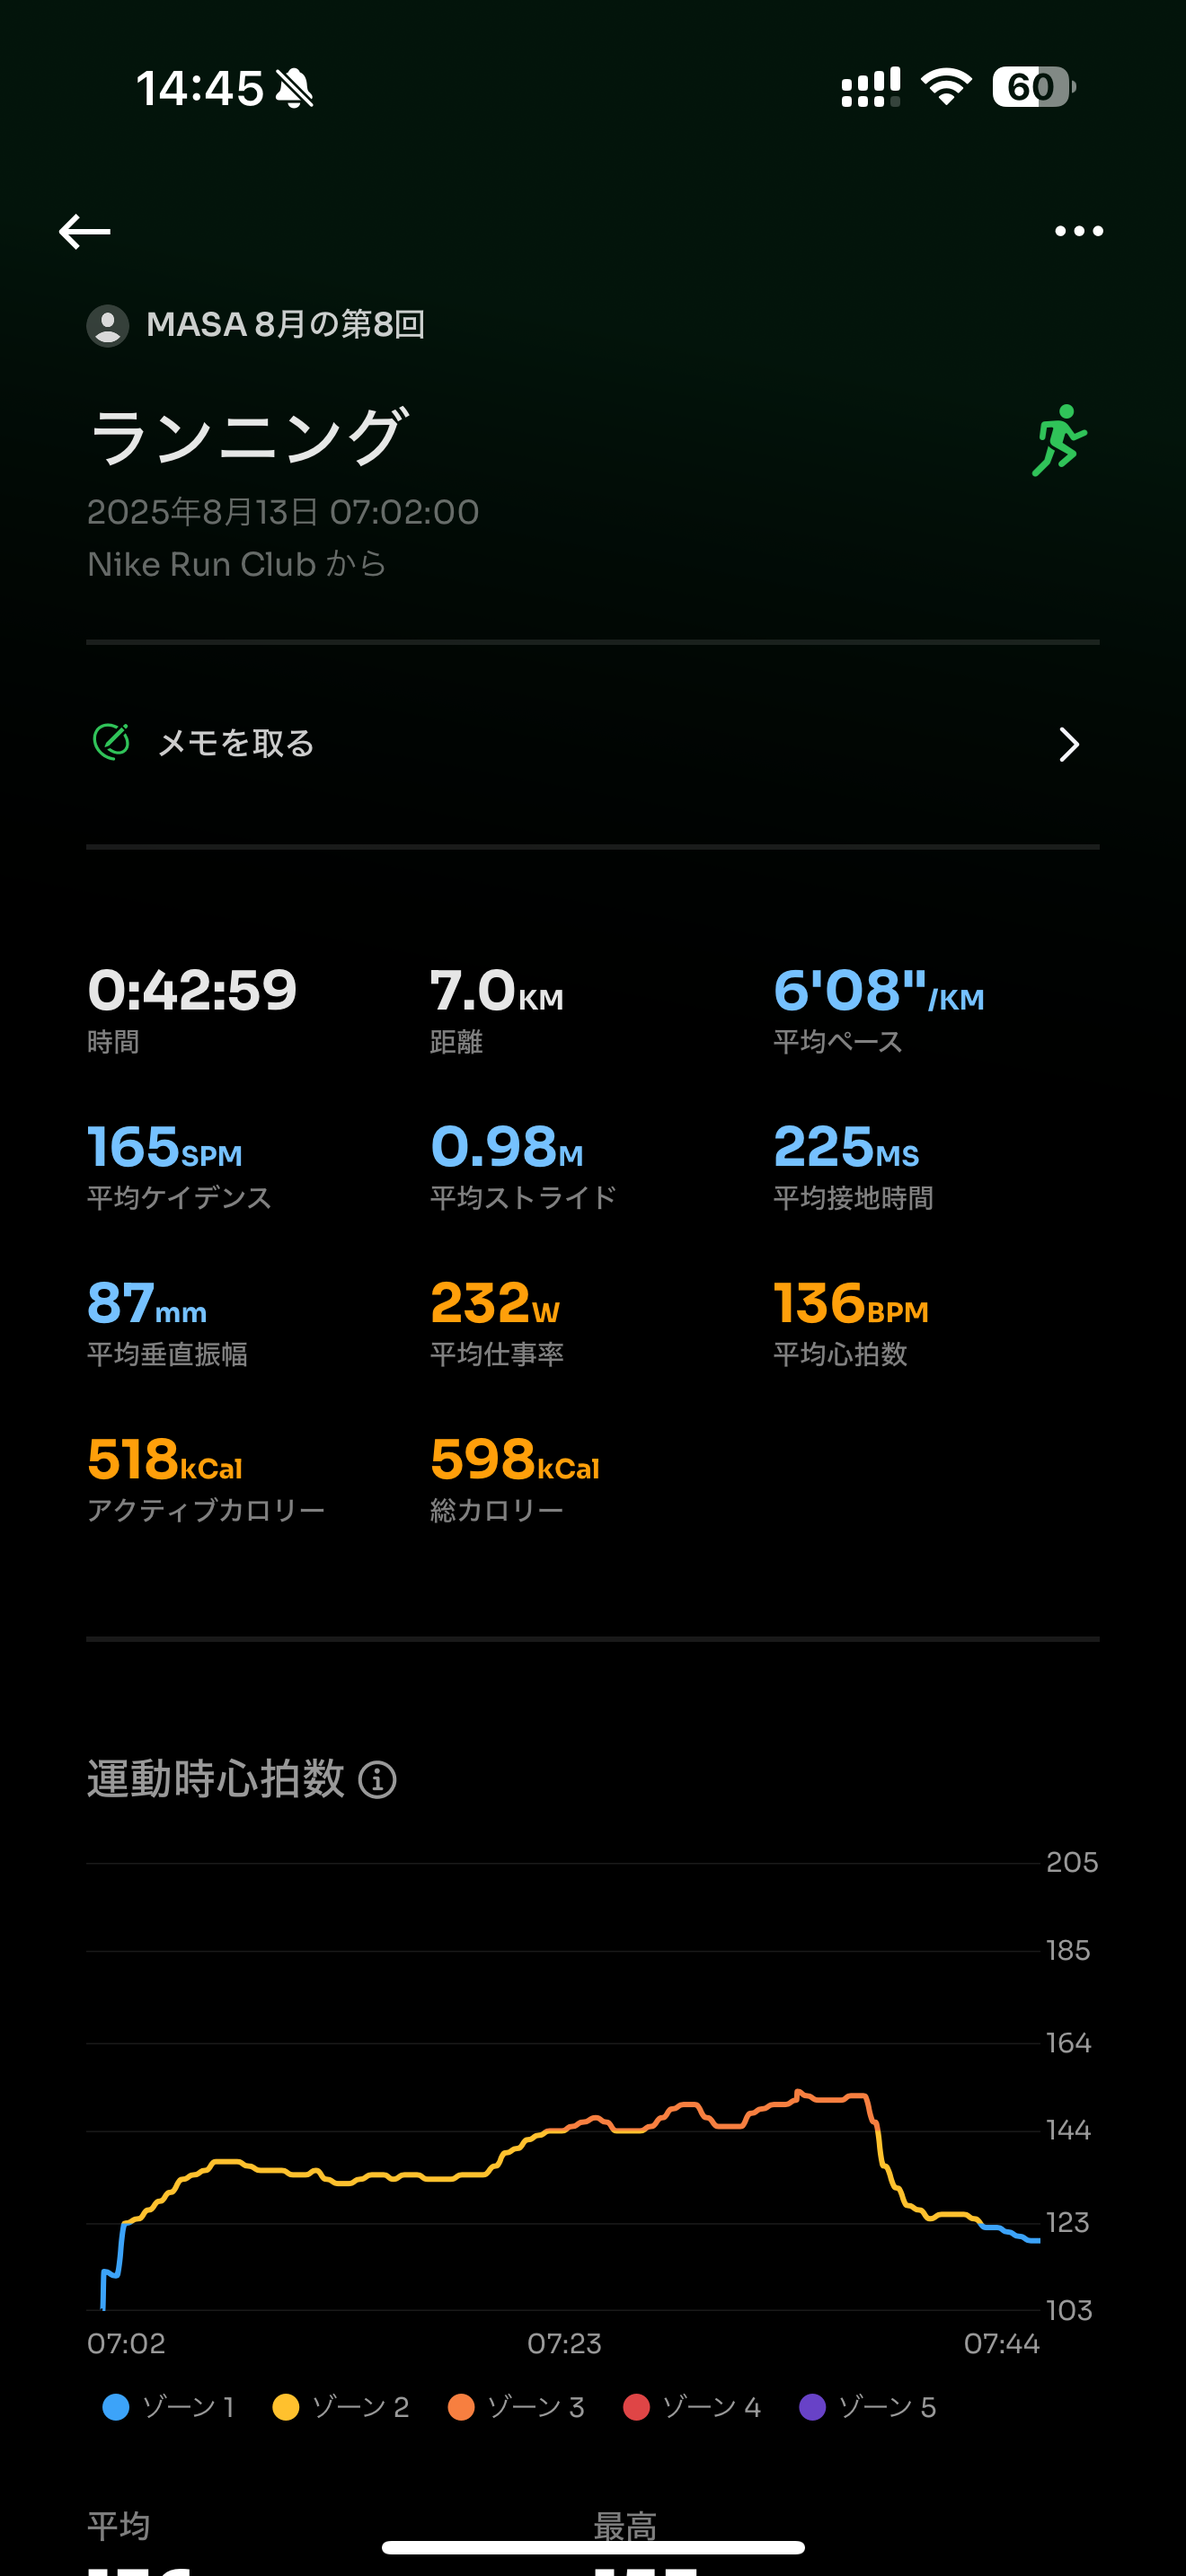 14:45
60
MASA 8月の第8回
ランニング
2025年8月13日 07:02:00
Nike Run Club から
メモを取る
0:42:59 7.0KM 6'08"/KM
時間 距離 平均ペース
165SPM 0.98M 225MS
平均ケイデンス 平均ストライド 平均接地時間
87mm 232W 136BPM
平均垂直振幅 平均仕事率 平均心拍数
518kCal 598kCal
アクティブカロリー 総カロリー
運動時心拍数
205
185
164
144
123
103
07:02 07:23 07:44
ゾーン 1 ゾーン 2 ゾーン 3 ゾーン 4 ゾーン 5
平均 最高